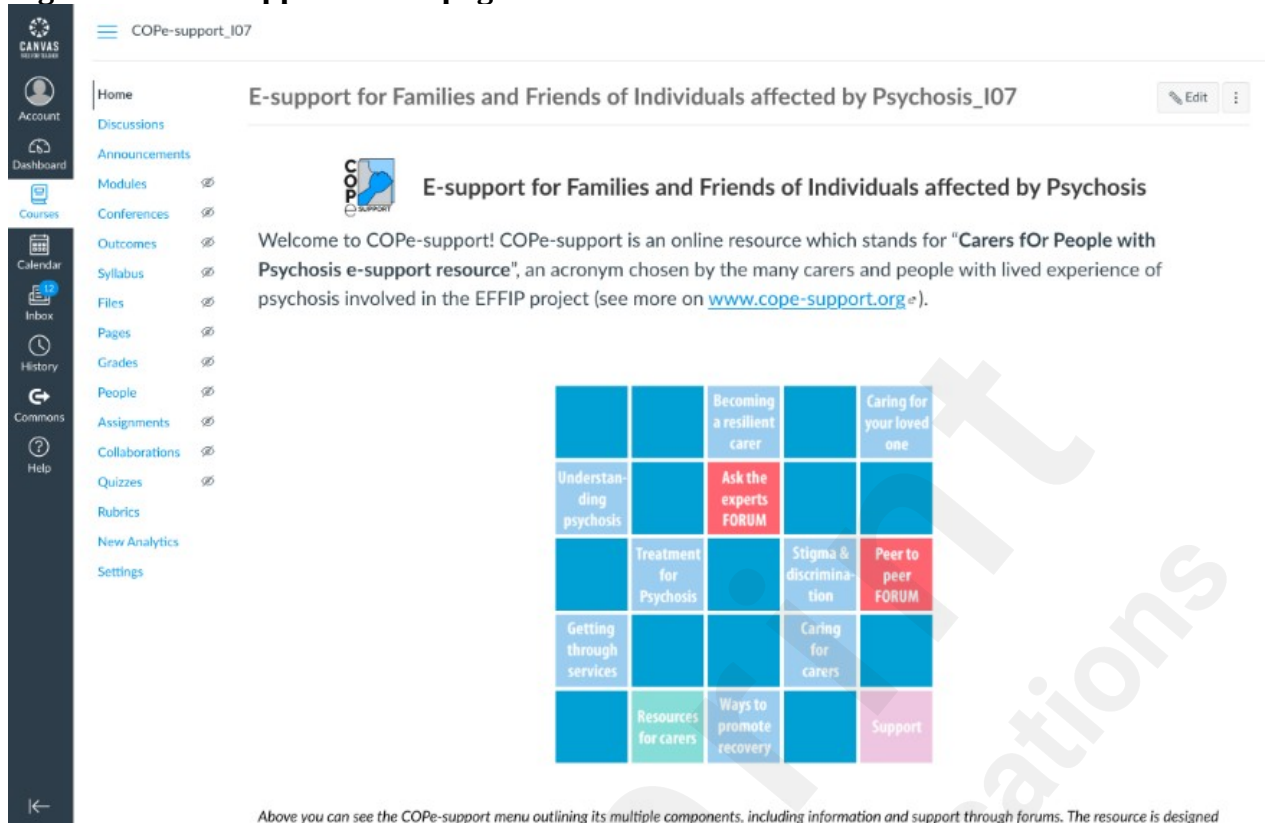 CANVAS
COPe-support_I07
Account
Dashboard
Courses
Calendar
12
Inbox
History
Commons
Help
Home
Discussions
Announcements
Modules
Conferences
Outcomes
Syllabus
Files
Pages
Grades
People
Assignments
Collaborations
Quizzes
Rubrics
New Analytics
Settings
E-support for Families and Friends of Individuals affected by Psychosis_I07
Edit
COPe SUPPORT
E-support for Families and Friends of Individuals affected by Psychosis
Welcome to COPe-support! COPe-support is an online resource which stands for “Carers fOr People with
Psychosis e-support resource”, an acronym chosen by the many carers and people with lived experience of
psychosis involved in the EFFIP project (see more on www.cope-support.org).
Becoming
a resilient
carer
Caring for
your loved
one
Understan-
ding
psychosis
Ask the
experts
FORUM
Treatment
for
Psychosis
Stigma &
discrimina-
tion
Peer to
peer
FORUM
Getting
through
services
Caring
for
carers
Resources
for carers
Ways to
promote
recovery
Support
Above you can see the COPe-support menu outlining its multiple components, including information and support through forums. The resource is designed